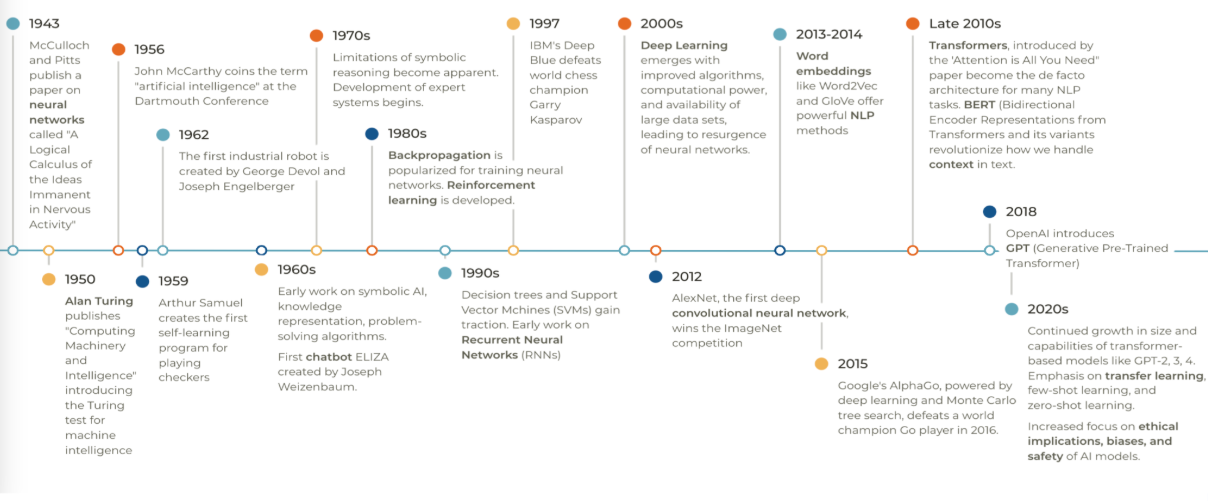 1943
McCulloch
and Pitts
publish a
paper on
neural
networks
called "A
Logical
Calculus of
the Ideas
Immanent
in Nervous
Activity"
1950
Alan Turing
publishes
"Computing
Machinery
and
Intelligence"
introducing
the Turing
test for
machine
intelligence
1956
John McCarthy coins the term
"artificial intelligence" at the
Dartmouth Conference
1959
Arthur Samuel
creates the first
self-learning
program for
playing
checkers
1962
The first industrial robot is
created by George Devol and
Joseph Engelberger
1960s
Early work on symbolic AI,
knowledge
representation, problem-
solving algorithms.
First chatbot ELIZA
created by Joseph
Weizenbaum.
1970s
Limitations of symbolic
reasoning become apparent.
Development of expert
systems begins.
1980s
Backpropagation is
popularized for training neural
networks. Reinforcement
learning is developed.
1990s
Decision trees and Support
Vector Mchines (SVMs) gain
traction. Early work on
Recurrent Neural
Networks (RNNs)
1997
IBM's Deep
Blue defeats
world chess
champion
Garry
Kasparov
2000s
Deep Learning
emerges with
improved algorithms,
computational power,
and availability of
large data sets,
leading to resurgence
of neural networks.
2012
AlexNet, the first deep
convolutional neural network,
wins the ImageNet
competition
2013-2014
Word
embeddings
like Word2Vec
and GloVe offer
powerful NLP
methods
2015
Google's AlphaGo, powered by
deep learning and Monte Carlo
tree search, defeats a world
champion Go player in 2016.
Late 2010s
Transformers, introduced by
the 'Attention is All You Need"
paper become the de facto
architecture for many NLP
tasks. BERT (Bidirectional
Encoder Representations from
Transformers and its variants
revolutionize how we handle
context in text.
2018
OpenAI introduces
GPT (Generative Pre-Trained
Transformer)
2020s
Continued growth in size and
capabilities of transformer-
based models like GPT-2, 3, 4.
Emphasis on transfer learning,
few-shot learning, and
zero-shot learning.
Increased focus on ethical
implications, biases, and
safety of AI models.